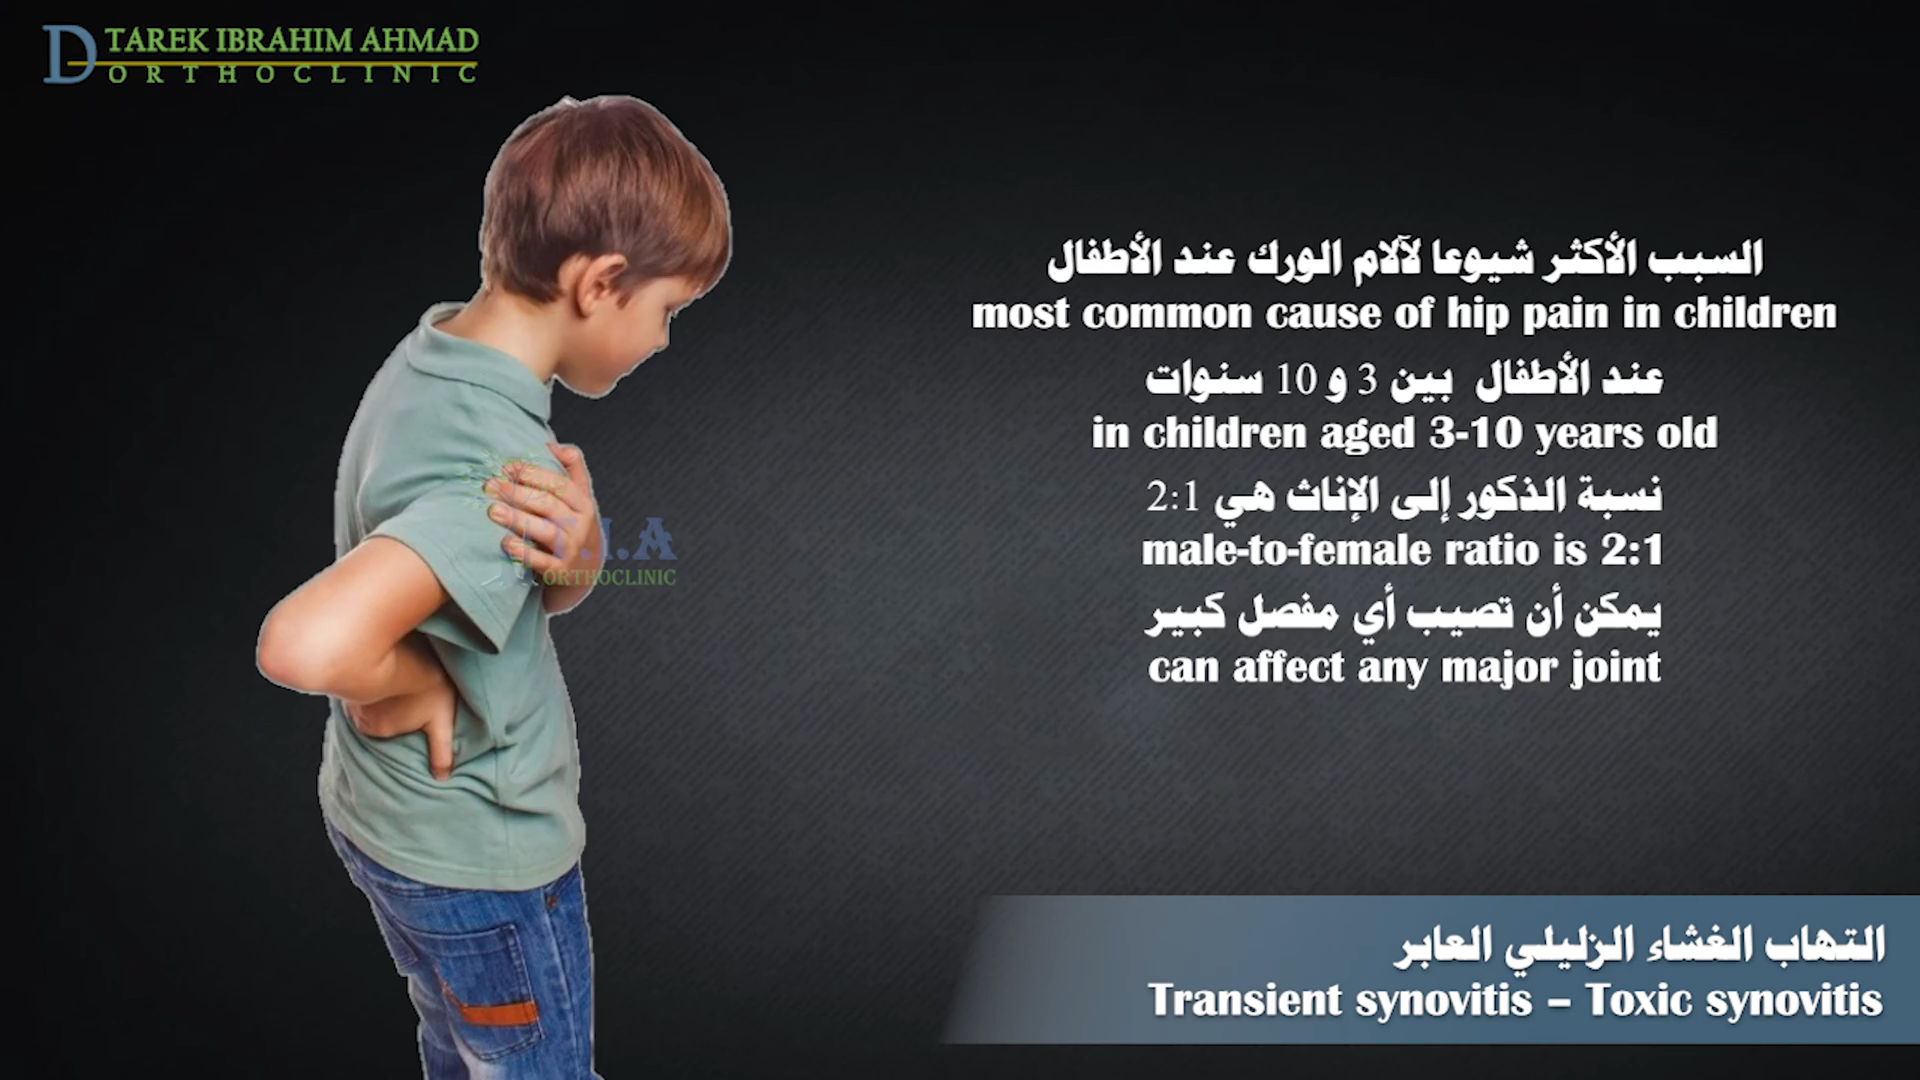 D TAREK IBRAHIM AHMAD
ORTHOCLINIC
السبب الأكثر شيوعا لآلام الورك عند الأطفال
most common cause of hip pain in children
عند الأطفال بين 3 و 10 سنوات
in children aged 3-10 years old
نسبة الذكور إلى الإناث هي 2:1
male-to-female ratio is 2:1
يمكن أن تصيب أي مفصل كبير
can affect any major joint
T.I.A
ORTHOCLINIC
التهاب الغشاء الزليلي العابر
Transient synovitis – Toxic synovitis